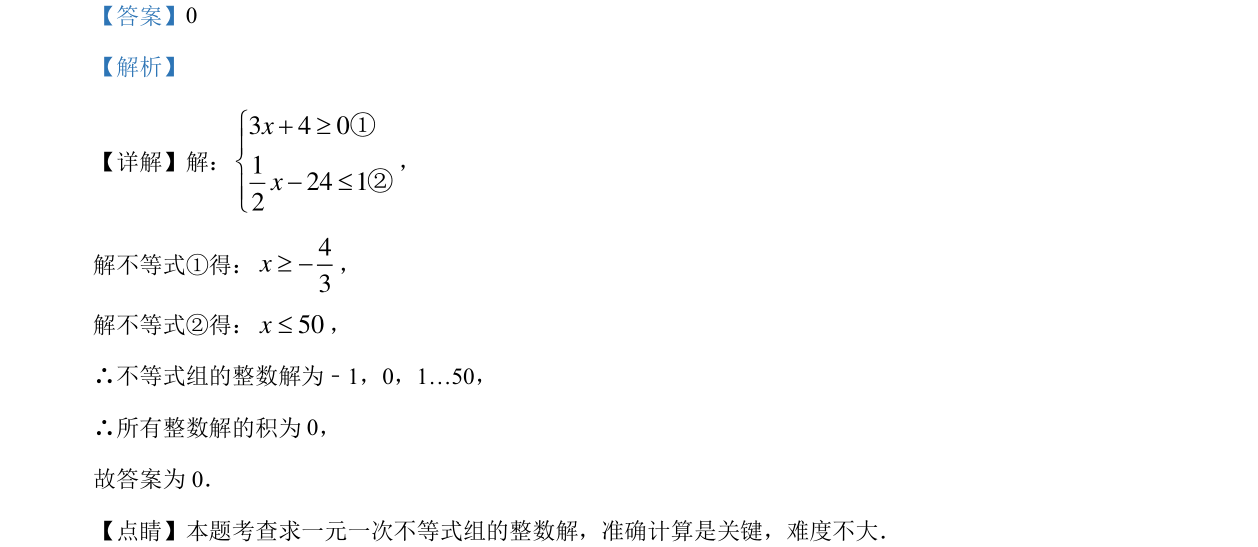 【答案】0
【解析】
【详解】解：{3x+4≥0①
1/2 x−24≤1②，
解不等式①得：x≥−4/3，
解不等式②得：x≤50，
∴不等式组的整数解为﹣1，0，1…50，
∴所有整数解的积为 0，
故答案为 0．
【点睛】本题考查求一元一次不等式组的整数解，准确计算是关键，难度不大．